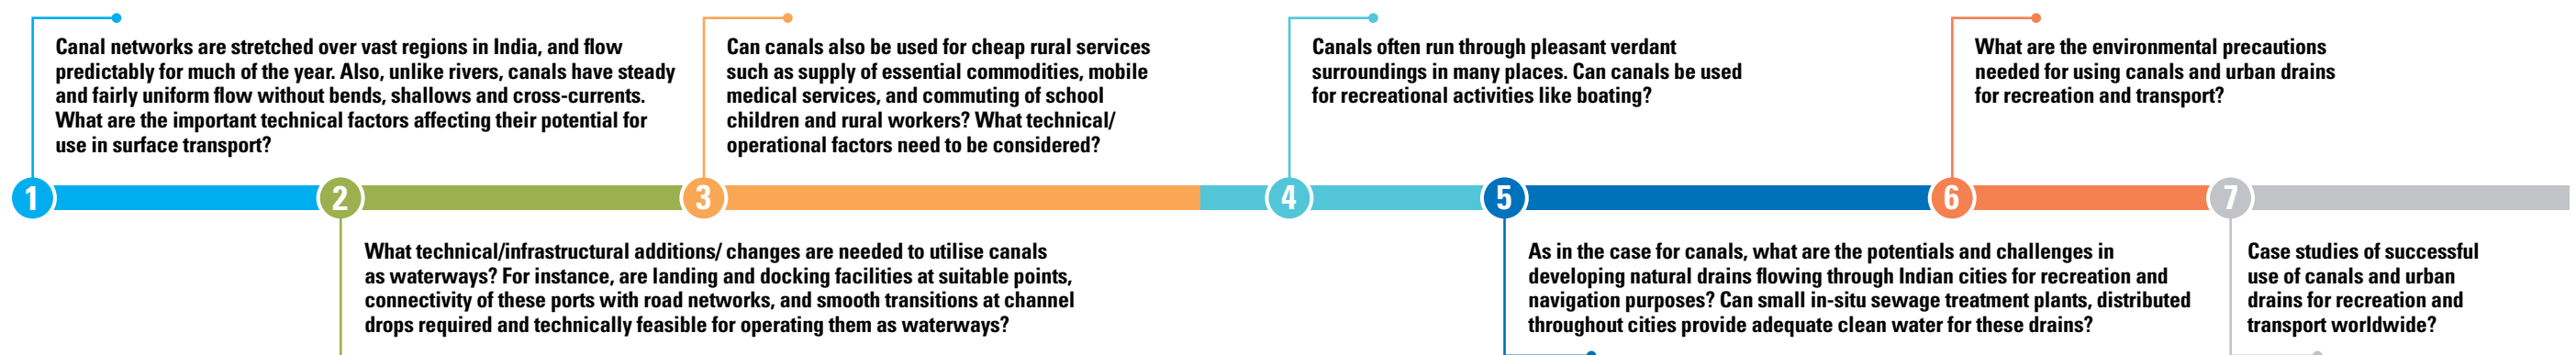 1
Canal networks are stretched over vast regions in India, and flow
predictably for much of the year. Also, unlike rivers, canals have steady
and fairly uniform flow without bends, shallows and cross-currents.
What are the important technical factors affecting their potential for
use in surface transport?
2
What technical/infrastructural additions/ changes are needed to utilise canals
as waterways? For instance, are landing and docking facilities at suitable points,
connectivity of these ports with road networks, and smooth transitions at channel
drops required and technically feasible for operating them as waterways?
3
Can canals also be used for cheap rural services
such as supply of essential commodities, mobile
medical services, and commuting of school
children and rural workers? What technical/
operational factors need to be considered?
4
Canals often run through pleasant verdant
surroundings in many places. Can canals be used
for recreational activities like boating?
5
As in the case for canals, what are the potentials and challenges in
developing natural drains flowing through Indian cities for recreation and
navigation purposes? Can small in-situ sewage treatment plants, distributed
throughout cities provide adequate clean water for these drains?
6
What are the environmental precautions
needed for using canals and urban drains
for recreation and transport?
7
Case studies of successful
use of canals and urban
drains for recreation and
transport worldwide?